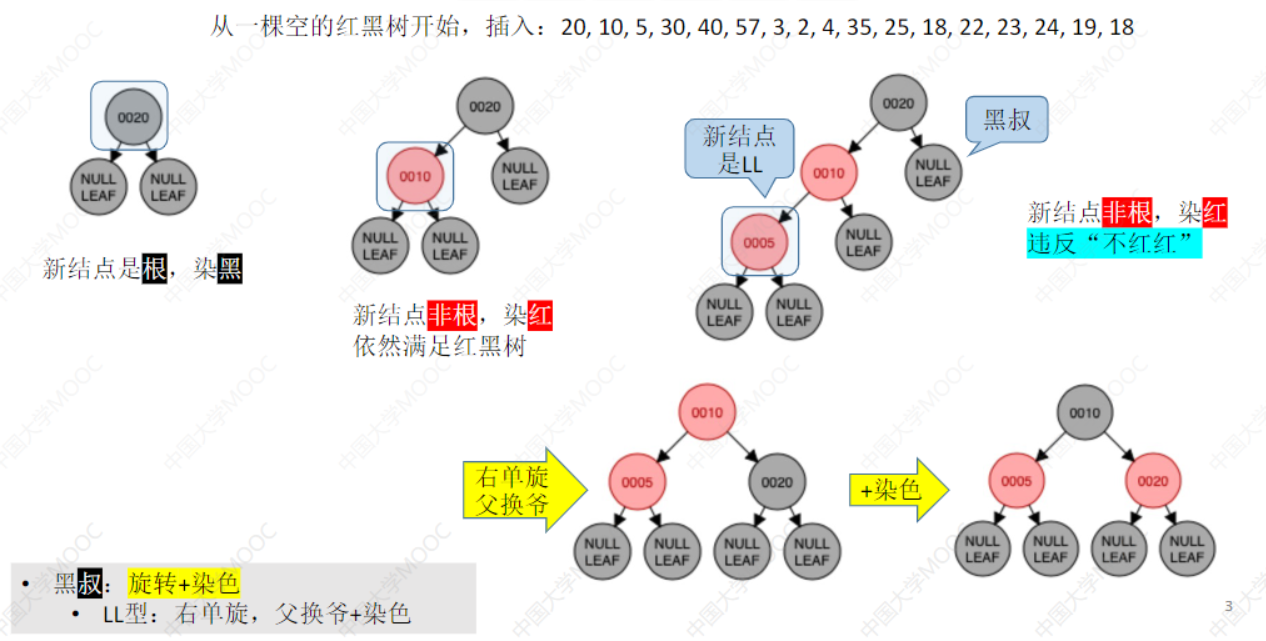 从一棵空的红黑树开始，插入：20, 10, 5, 30, 40, 57, 3, 2, 4, 35, 25, 18, 22, 23, 24, 19, 18
0020
NULL
LEAF
NULL
LEAF
新结点是根，染黑
0020
0010
NULL
LEAF
NULL
LEAF
NULL
LEAF
新结点非根，染红
依然满足红黑树
0020
黑叔
新结点
是LL
0010
NULL
LEAF
0005
NULL
LEAF
NULL
LEAF
NULL
LEAF
新结点非根，染红
违反“不红红”
右单旋
父换爷
0010
0005
0020
NULL
LEAF
NULL
LEAF
NULL
LEAF
NULL
LEAF
+染色
0010
0005
0020
NULL
LEAF
NULL
LEAF
NULL
LEAF
NULL
LEAF
• 黑叔：旋转+染色
• LL型：右单旋，父换爷+染色
3
中国大学MOOC